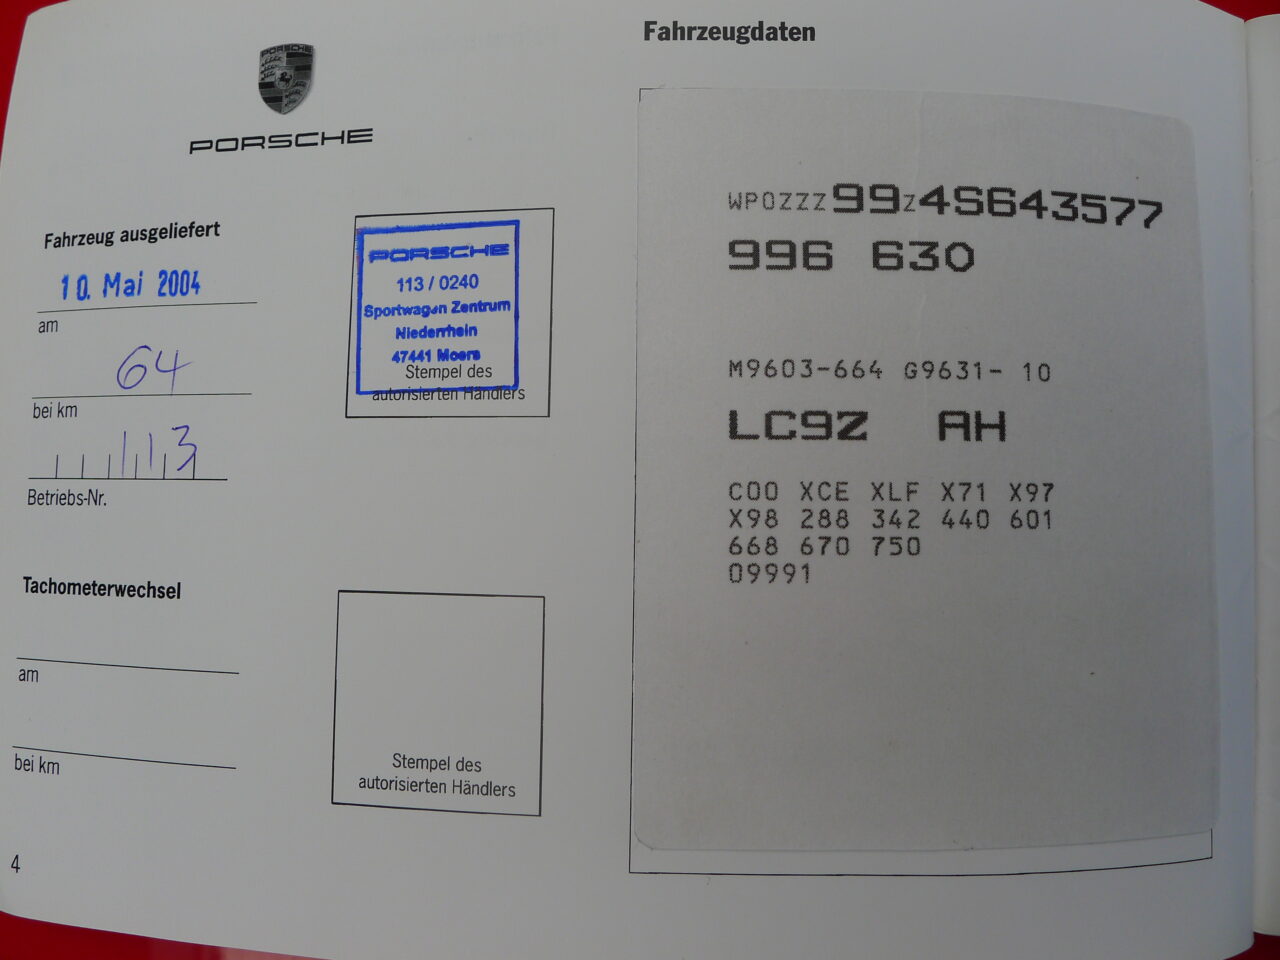 PORSCHE
PORSCHE
Fahrzeug ausgeliefert
10. Mai 2004
am
64
bei km
113
Betriebs-Nr.
PORSCHE
113 / 0240
Sportwagen Zentrum
Niederrhein
47441 Moers
Stempel des
autorisierten Händlers
Tachometerwechsel
am
bei km
Stempel des
autorisierten Händlers
4
Fahrzeugdaten
WP0ZZZ99Z4S643577
996 630
M9603-664 G9631- 10
LC9Z AH
C00 XCE XLF X71 X97
X98 288 342 440 601
668 670 750
09991